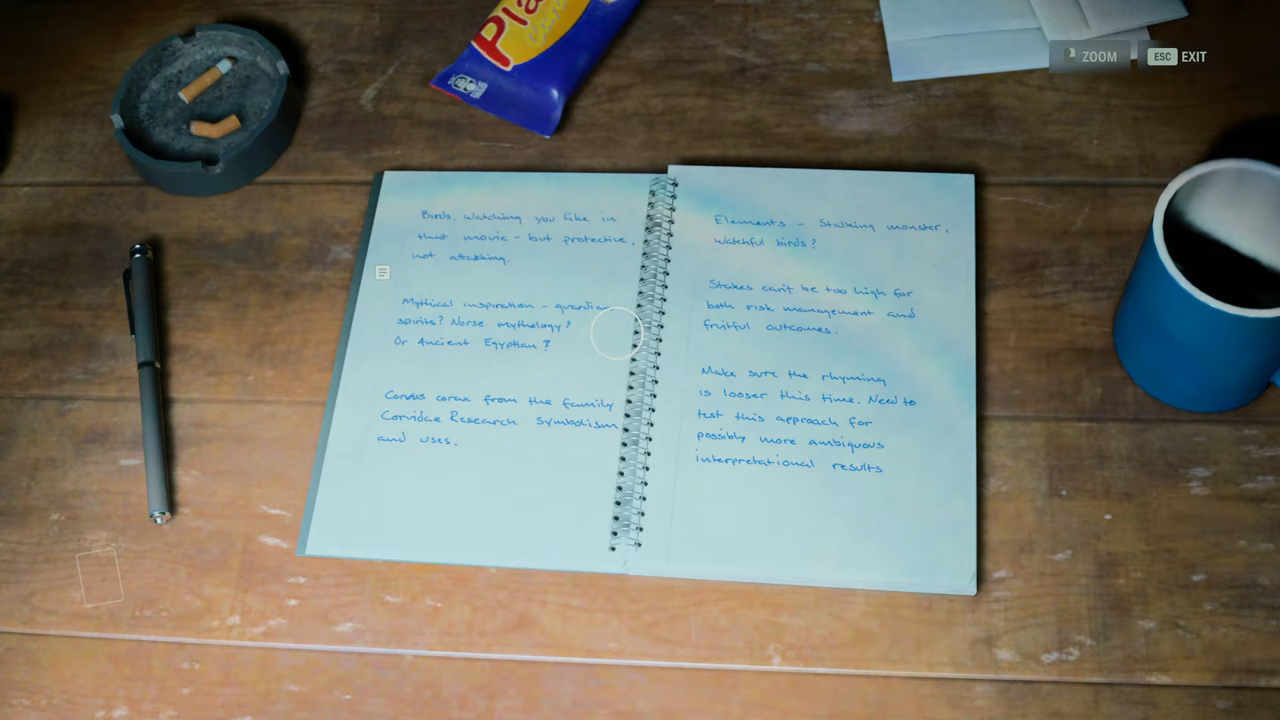 Pla
ZOOM
ESC EXIT
Birds. Watching you like in
that movie - but protective,
not attacking.
Mythical inspiration - guardian
spirits? Norse mythology?
Or Ancient Egyptian?
Corvus corax from the family
Corvidae Research Symbolism
and uses.
Elements - Stalking monster,
watchful birds?
Stakes can't be too high for
both risk management and
fruitful outcomes.
Make sure the rhyming
is looser this time. Need to
test this approach for
possibly more ambiguous
interpretational results